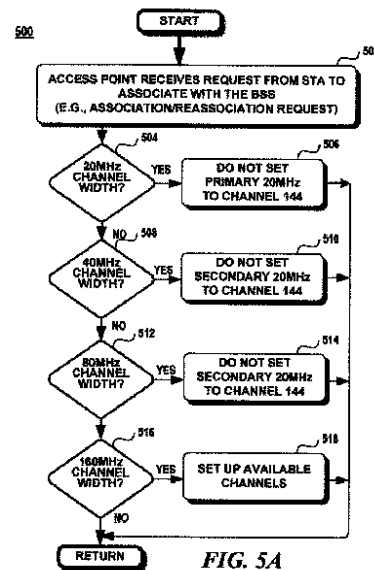 START
500
50
ACCESS POINT RECEIVES REQUEST FROM STA TO
ASSOCIATE WITH THE BSS
(E.G., ASSOCIATION/REASSOCIATION REQUEST)
504
20MHz
CHANNEL
WIDTH?
YES
506
DO NOT SET
PRIMARY 20MHz
TO CHANNEL 144
NO
508
40MHz
CHANNEL
WIDTH?
YES
510
DO NOT SET
SECONDARY 20MHz
TO CHANNEL 144
NO
512
80MHz
CHANNEL
WIDTH?
YES
514
DO NOT SET
SECONDARY 20MHz
TO CHANNEL 144
NO
516
160MHz
CHANNEL
WIDTH?
YES
518
SET UP AVAILABLE
CHANNELS
NO
RETURN
FIG. 5A